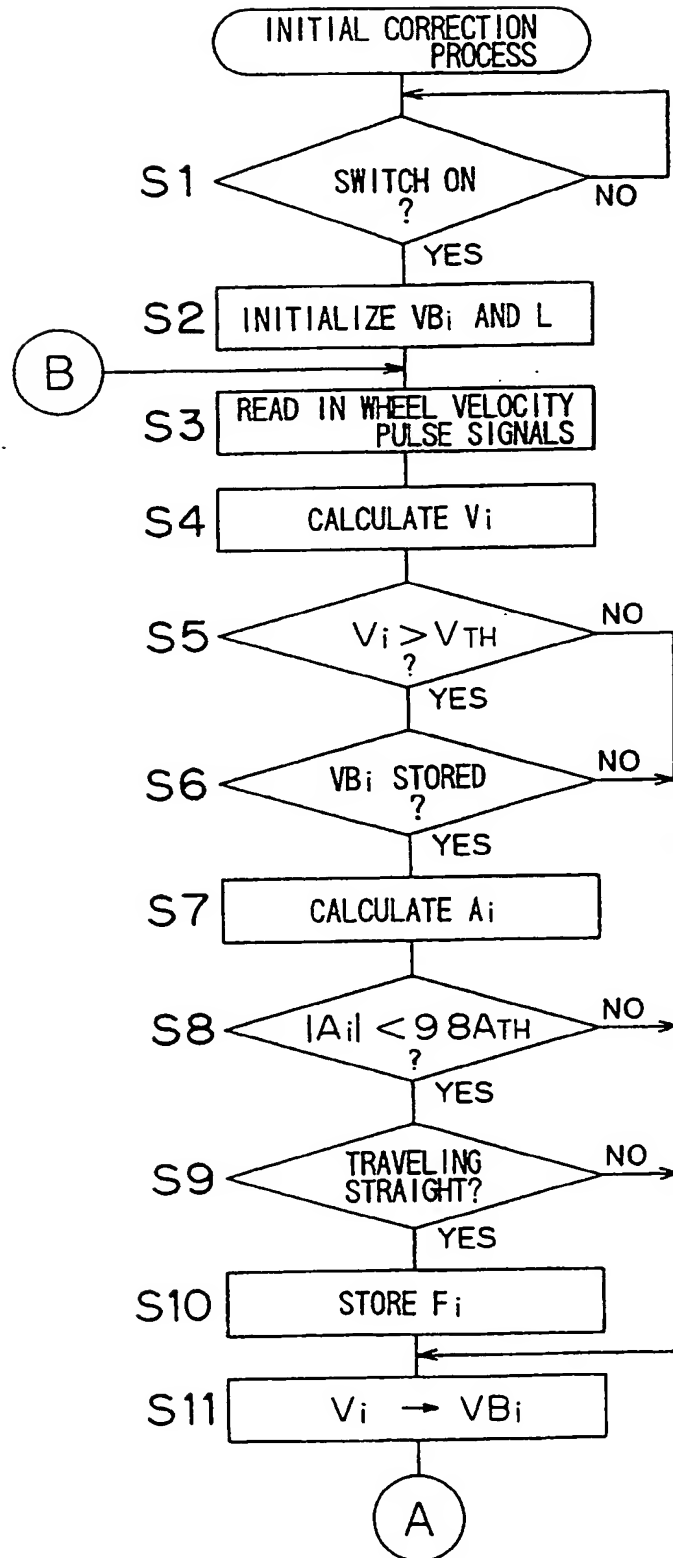 INITIAL CORRECTION
PROCESS
S1
SWITCH ON
?
NO
YES
S2
INITIALIZE VBi AND L
B
S3
READ IN WHEEL VELOCITY
PULSE SIGNALS
S4
CALCULATE Vi
S5
Vi > VTH
?
NO
YES
S6
VBi STORED
?
NO
YES
S7
CALCULATE Ai
S8
|Ai| < 98ATH
?
NO
YES
S9
TRAVELING
STRAIGHT?
NO
YES
S10
STORE Fi
S11
Vi → VBi
A